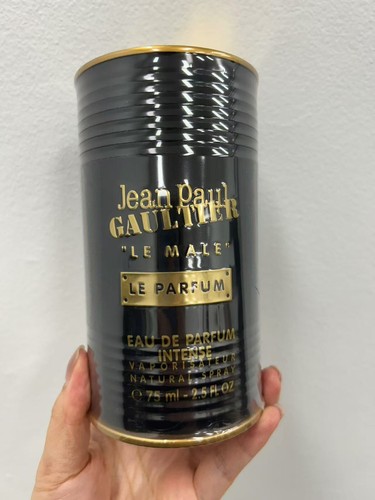 Jean Paul
GAULTIER
"LE MALE"
LE PARFUM
EAU DE PARFUM
INTENSE
VAPORISATEUR
NATURAL SPRAY
℮ 75 ml - 2.5 FL OZ